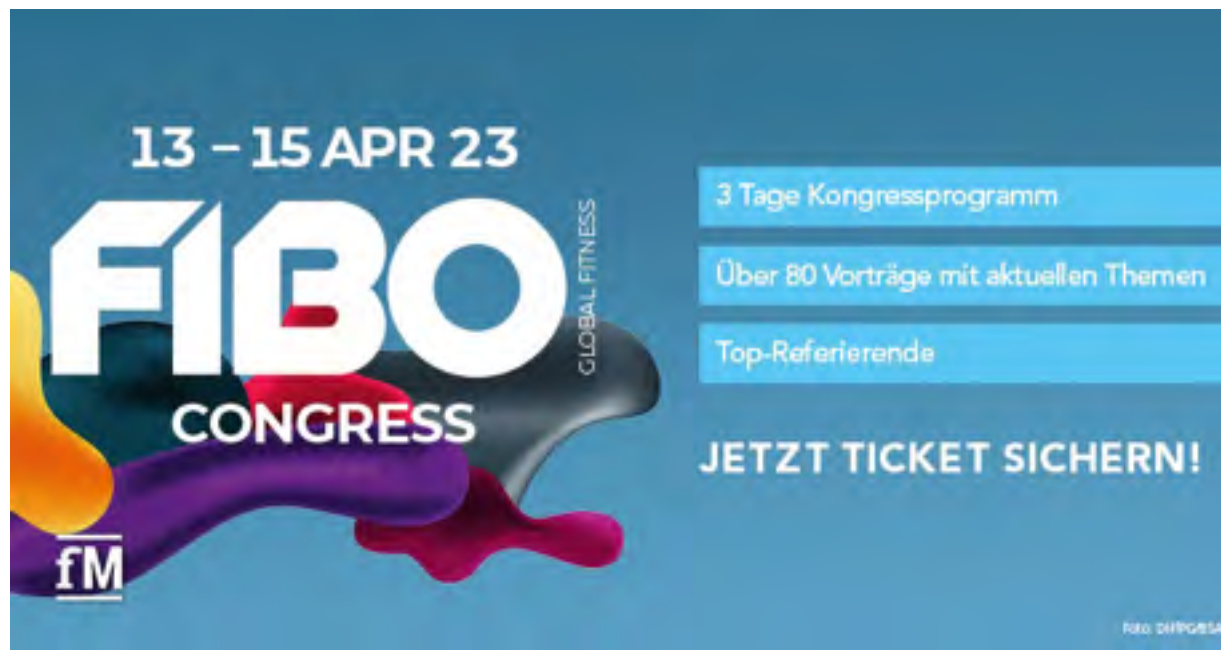 13 – 15 APR 23
FIBO
GLOBAL FITNESS
CONGRESS
fM
3 Tage Kongressprogramm
Über 80 Vorträge mit aktuellen Themen
Top-Referierende
JETZT TICKET SICHERN!
Foto: